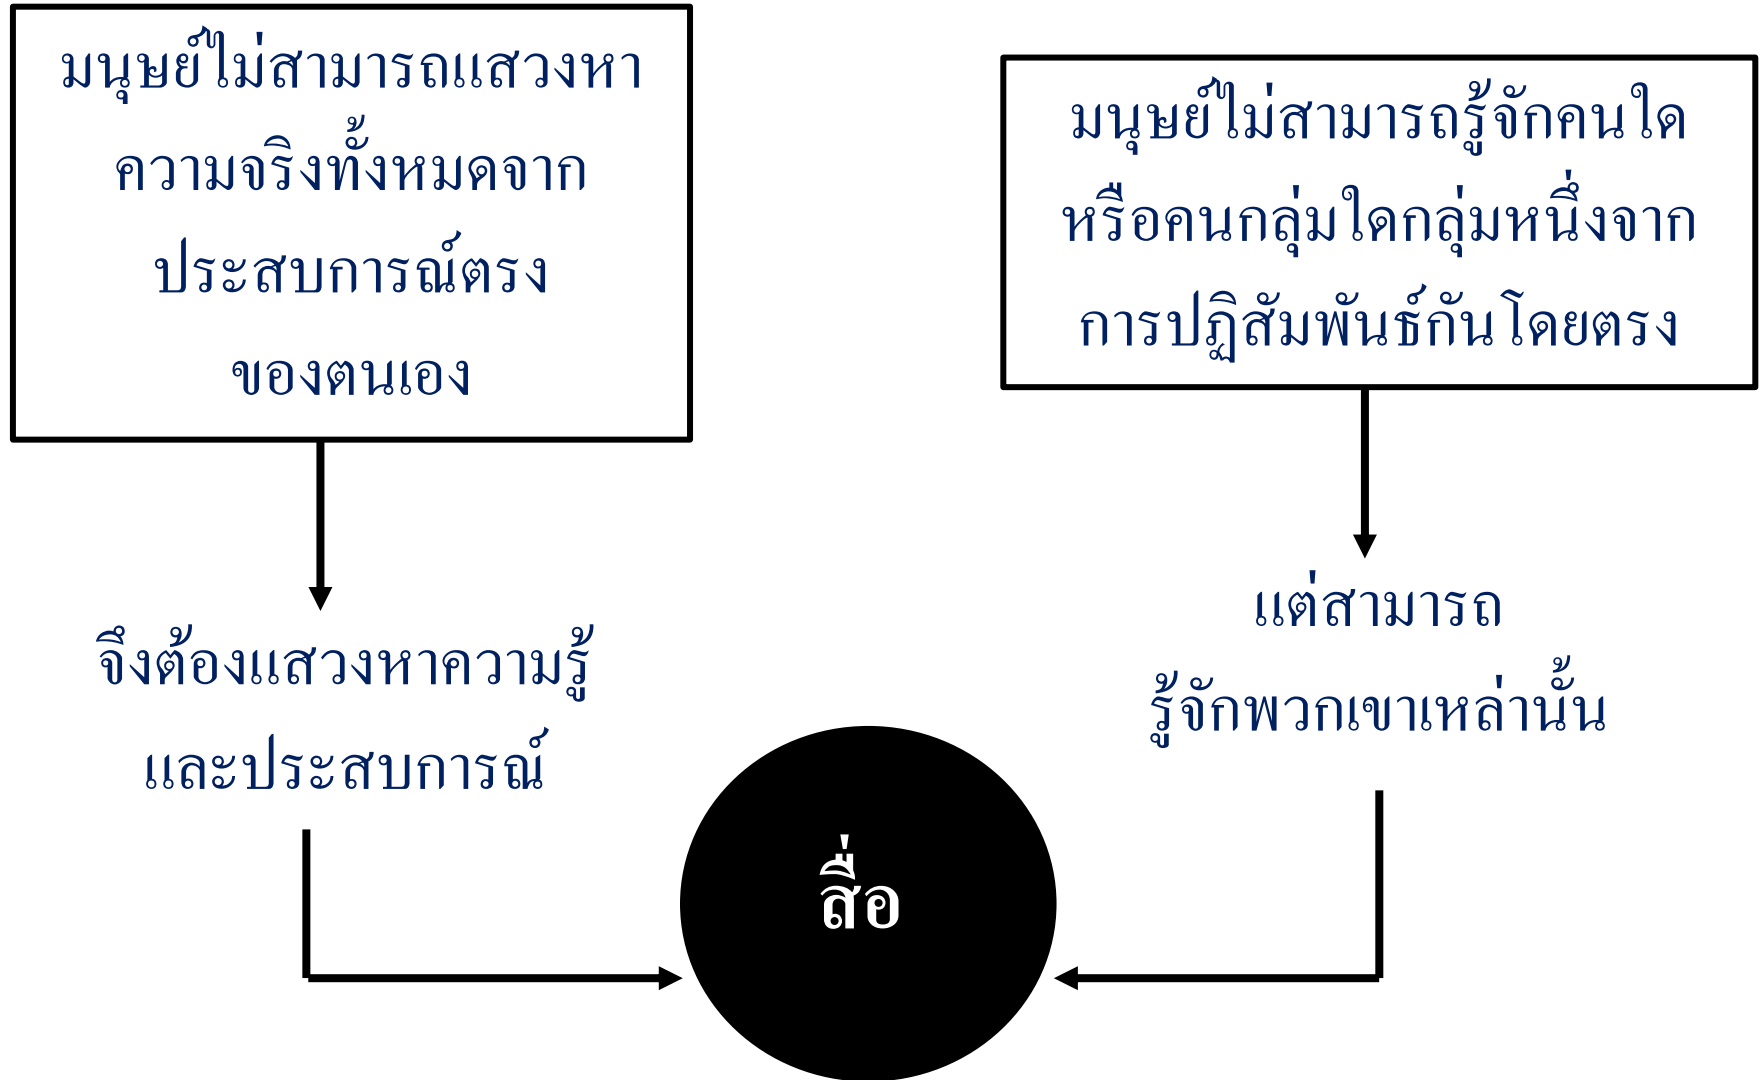 มนุษย์ไม่สามารถแสวงหา
ความจริงทั้งหมดจาก
ประสบการณ์ตรง
ของตนเอง
จึงต้องแสวงหาความรู้
และประสบการณ์
มนุษย์ไม่สามารถรู้จักคนใด
หรือคนกลุ่มใดกลุ่มหนึ่งจาก
การปฏิสัมพันธ์กันโดยตรง
แต่สามารถ
รู้จักพวกเขาเหล่านั้น
สื่อ